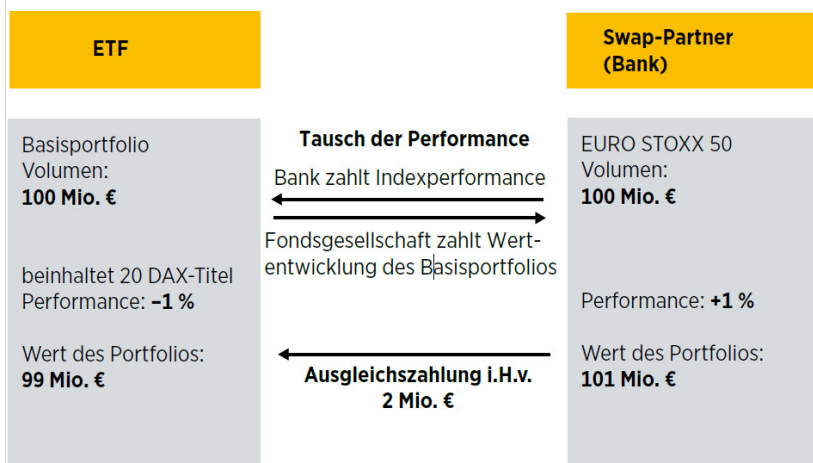 ETF
Swap-Partner
(Bank)
Basisportfolio
Volumen:
100 Mio. €
beinhaltet 20 DAX-Titel
Performance: –1 %
Wert des Portfolios:
99 Mio. €
Tausch der Performance
Bank zahlt Indexperformance
Fondsgesellschaft zahlt Wert-
entwicklung des Basisportfolios
Ausgleichszahlung i.H.v.
2 Mio. €
EURO STOXX 50
Volumen:
100 Mio. €
Performance: +1 %
Wert des Portfolios:
101 Mio. €